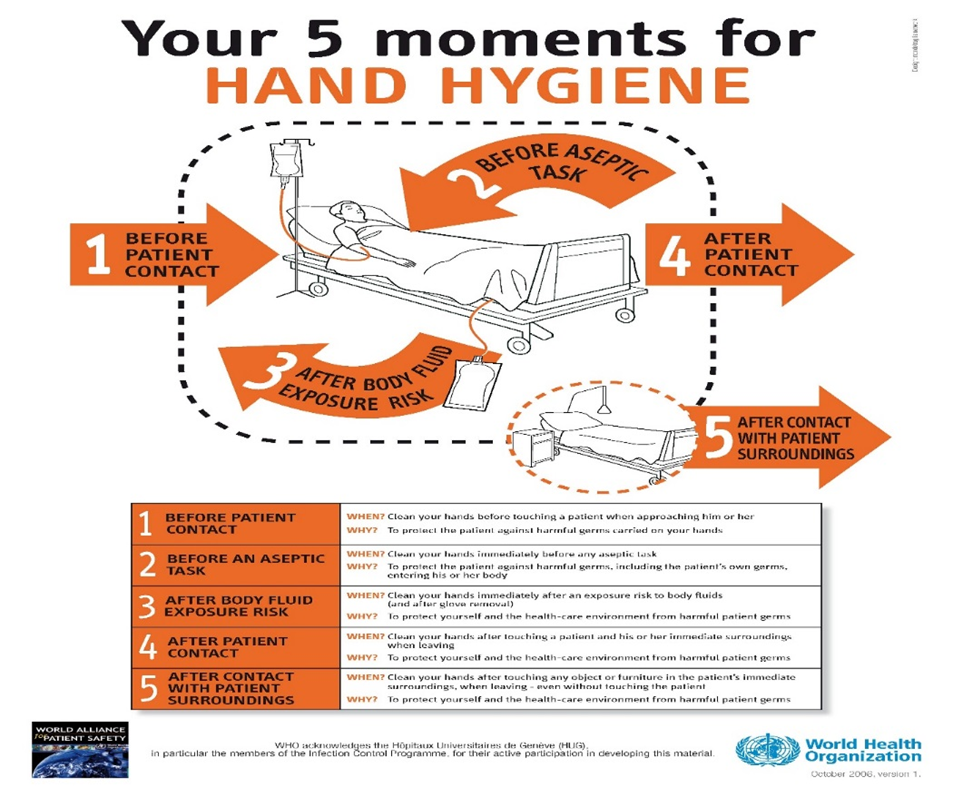 Your 5 moments for
HAND HYGIENE
2 BEFORE ASEPTIC
TASK
1 BEFORE
PATIENT
CONTACT
4 AFTER
PATIENT
CONTACT
3 AFTER BODY FLUID
EXPOSURE RISK
5 AFTER CONTACT
WITH PATIENT
SURROUNDINGS
1 BEFORE PATIENT
CONTACT
WHEN? Clean your hands before touching a patient when approaching him or her
WHY? To protect the patient against harmful germs carried on your hands
2 BEFORE AN ASEPTIC
TASK
WHEN? Clean your hands immediately before any aseptic task
WHY? To protect the patient against harmful germs, including the patient's own germs,
entering his or her body
3 AFTER BODY FLUID
EXPOSURE RISK
WHEN? Clean your hands immediately after an exposure risk to body fluids
(and after glove removal)
WHY? To protect yourself and the health-care environment from harmful patient germs
4 AFTER PATIENT
CONTACT
WHEN? Clean your hands after touching a patient and his or her immediate surroundings
when leaving
WHY? To protect yourself and the health-care environment from harmful patient germs
5 AFTER CONTACT
WITH PATIENT
SURROUNDINGS
WHEN? Clean your hands after touching any object or furniture in the patient's immediate
surroundings, when leaving - even without touching the patient
WHY? To protect yourself and the health-care environment from harmful patient germs
WORLD ALLIANCE
for PATIENT SAFETY
WHO acknowledges the Hôpitaux Universitaires de Genève (HUG),
in particular the members of the Infection Control Programme, for their active participation in developing this material.
World Health
Organization
October 2006, version 1.